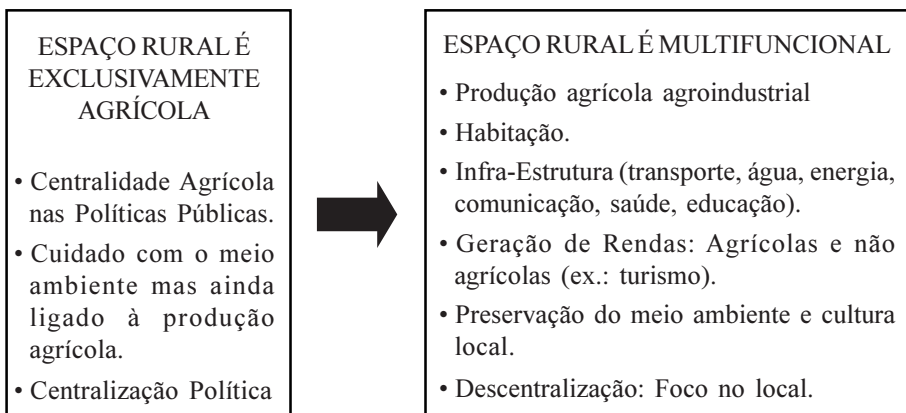 ESPAÇO RURAL É
EXCLUSIVAMENTE
AGRÍCOLA
• Centralidade Agrícola
nas Políticas Públicas.
• Cuidado com o meio
ambiente mas ainda
ligado à produção
agrícola.
• Centralização Política
ESPAÇO RURAL É MULTIFUNCIONAL
• Produção agrícola agroindustrial
• Habitação.
• Infra-Estrutura (transporte, água, energia,
comunicação, saúde, educação).
• Geração de Rendas: Agrícolas e não
agrícolas (ex.: turismo).
• Preservação do meio ambiente e cultura
local.
• Descentralização: Foco no local.